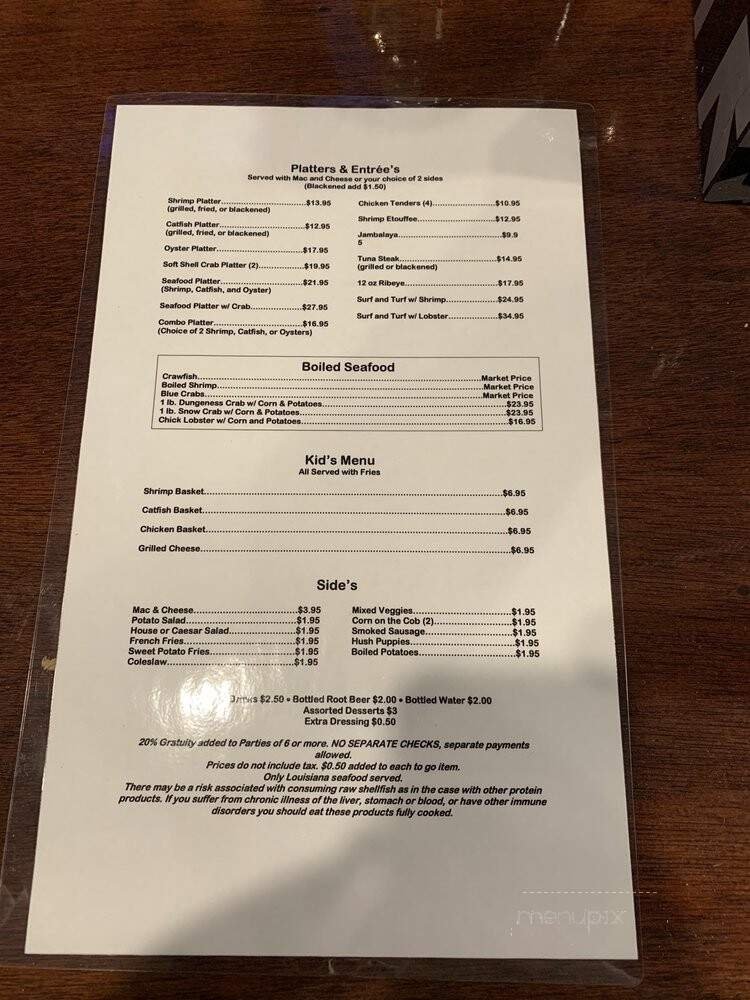 Platters & Entrée's
Served with Mac and Cheese or your choice of 2 sides
(Blackened add $1.50)
Shrimp Platter..............................$13.95
(grilled, fried, or blackened)
Catfish Platter..............................$12.95
(grilled, fried, or blackened)
Oyster Platter..............................$17.95
Soft Shell Crab Platter (2)................$19.95
Seafood Platter..............................$21.95
(Shrimp, Catfish, and Oyster)
Seafood Platter w/ Crab...................$27.95
Combo Platter..............................$16.95
(Choice of 2 Shrimp, Catfish, or Oysters)
Chicken Tenders (4)........................$10.95
Shrimp Etouffee............................$12.95
Jambalaya....................................$9.9
5
Tuna Steak..................................$14.95
(grilled or blackened)
12 oz Ribeye................................$17.95
Surf and Turf w/ Shrimp...................$24.95
Surf and Turf w/ Lobster..................$34.95
Boiled Seafood
Crawfish..............................Market Price
Boiled Shrimp..............................Market Price
Blue Crabs..............................Market Price
1 lb. Dungeness Crab w/ Corn & Potatoes..............................$23.95
1 lb. Snow Crab w/ Corn & Potatoes..............................$23.95
Chick Lobster w/ Corn and Potatoes..............................$16.95
Kid's Menu
All Served with Fries
Shrimp Basket..............................$6.95
Catfish Basket..............................$6.95
Chicken Basket..............................$6.95
Grilled Cheese..............................$6.95
Side's
Mac & Cheese..............................$3.95
Potato Salad..............................$1.95
House or Caesar Salad.....................$1.95
French Fries..............................$1.95
Sweet Potato Fries........................$1.95
Coleslaw..............................$1.95
Mixed Veggies..............................$1.95
Corn on the Cob (2)........................$1.95
Smoked Sausage............................$1.95
Hush Puppies..............................$1.95
Boiled Potatoes............................$1.95
Drinks $2.50 • Bottled Root Beer $2.00 • Bottled Water $2.00
Assorted Desserts $3
Extra Dressing $0.50
20% Gratuity added to Parties of 6 or more. NO SEPARATE CHECKS, separate payments
allowed.
Prices do not include tax. $0.50 added to each to go item.
Only Louisiana seafood served.
There may be a risk associated with consuming raw shellfish as in the case with other protein
products. If you suffer from chronic illness of the liver, stomach or blood, or have other immune
disorders you should eat these products fully cooked.
menupix